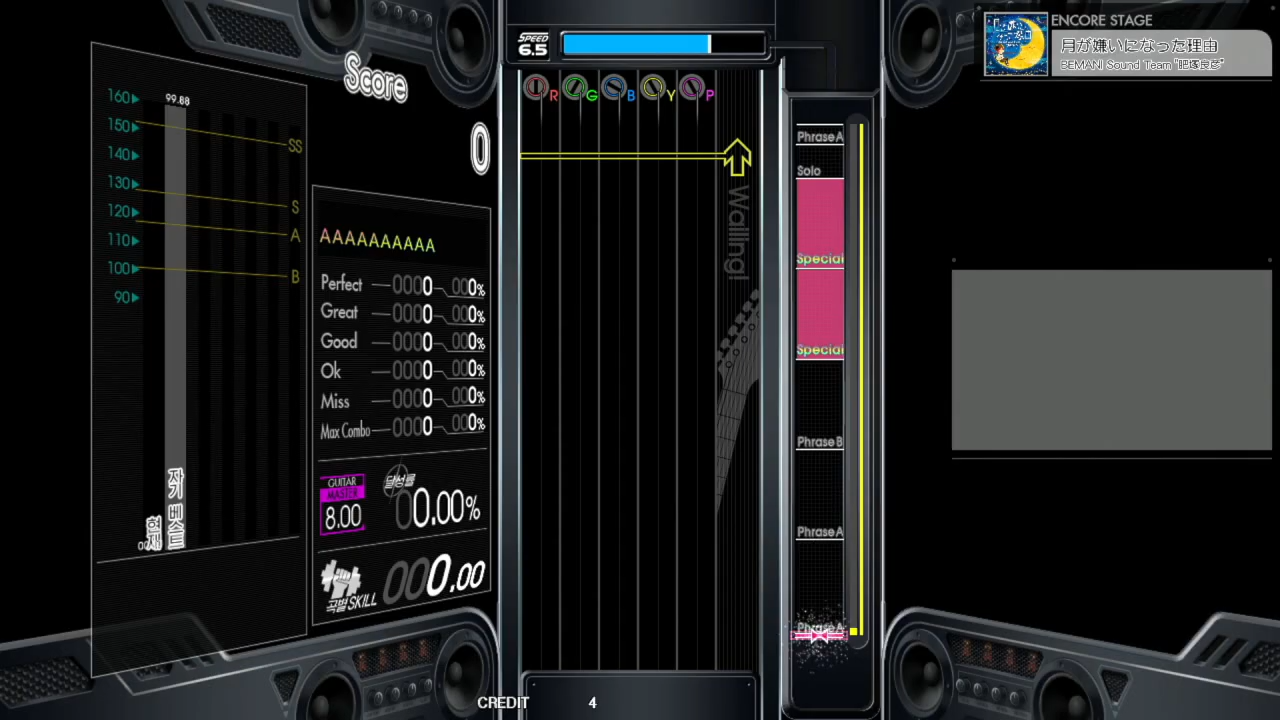 SPEED
6.5
ENCORE STAGE
月が嫌いになった理由
BEMANI Sound Team "肥塚良彦"
Score
0
160
150
140
130
120
110
100
90
99.88
SS
S
A
B
자기 베스트
현재
AAAAAAAAAA
Perfect 0000 000%
Great 0000 000%
Good 0000 000%
Ok 0000 000%
Miss 0000 000%
Max Combo 0000 000%
GUITAR
MASTER
8.00
달성률
00.00%
곡별 SKILL
000.00
R G B Y P
Wailing!
Phrase A
Solo
Special
Special
Phrase B
Phrase A
Phrase A
CREDIT 4